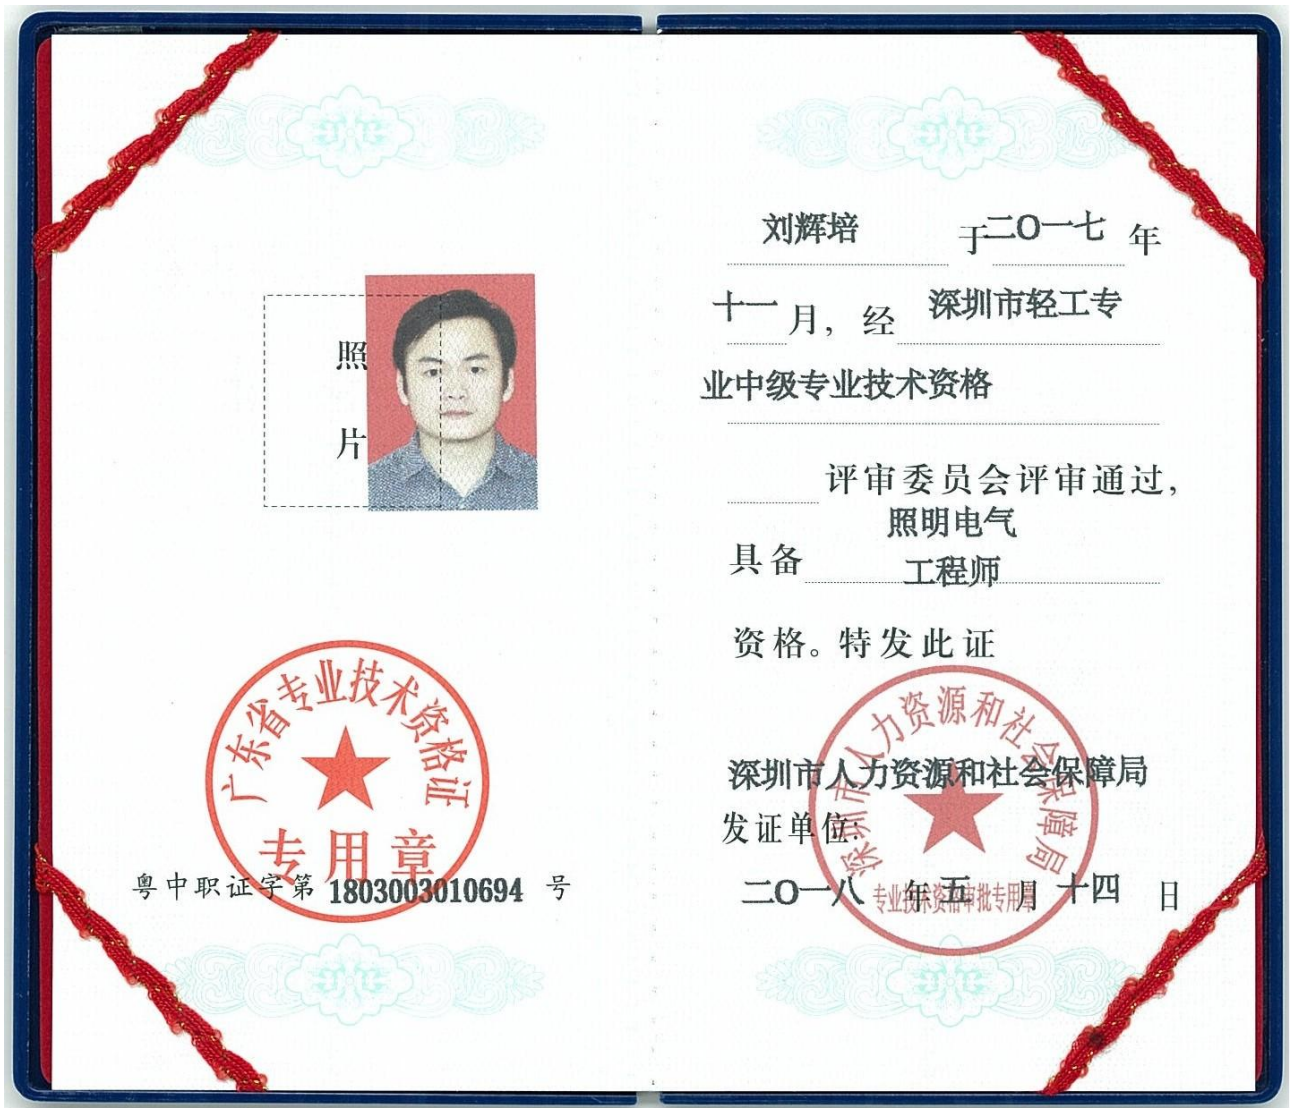 照
片
广东省专业技术资格证
专用章
粤中职证字第 1803003010694 号
刘辉培 于二〇一七年
十一月，经深圳市轻工专
业中级专业技术资格
评审委员会评审通过，
照明电气
具备 工程师
资格。特发此证
深圳市人力资源和社会保障局
深圳市人力资源和社会保障局
发证单位：
二〇一八年五月十四日
专业技术资格审批专用章